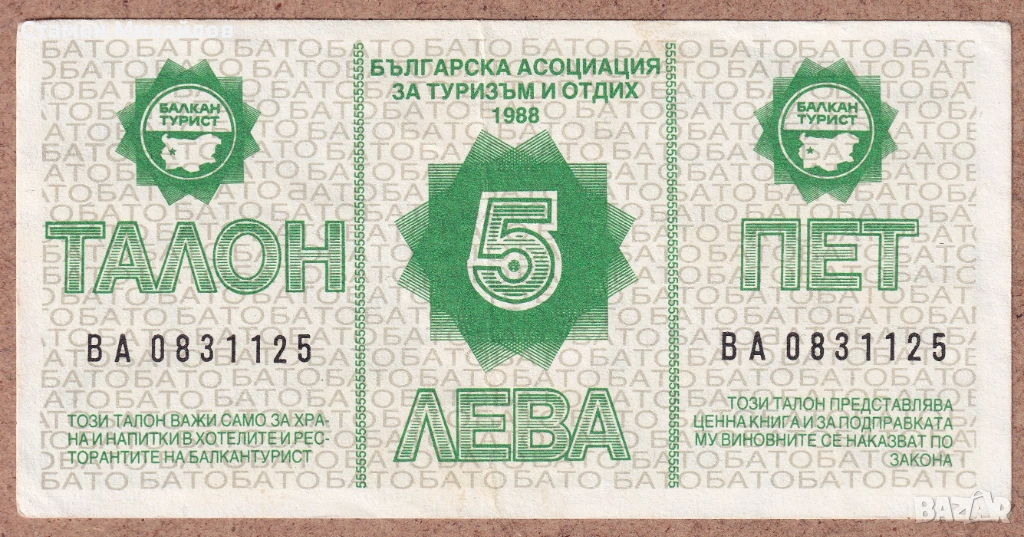 БЪЛГАРСКА АСОЦИАЦИЯ
ЗА ТУРИЗЪМ И ОТДИХ
1988
БАЛКАН
ТУРИСТ
БАЛКАН
ТУРИСТ
5
ТАЛОН
ПЕТ
ВА 0831125
ВА 0831125
ЛЕВА
ТОЗИ ТАЛОН ВАЖИ САМО ЗА ХРА-
НА И НАПИТКИ В ХОТЕЛИТЕ И РЕС-
ТОРАНТИТЕ НА БАЛКАНТУРИСТ
ТОЗИ ТАЛОН ПРЕДСТАВЛЯВА
ЦЕННА КНИГА И ЗА ПОДПРАВКАТА
МУ ВИНОВНИТЕ СЕ НАКАЗВАТ ПО
ЗАКОНА
BAZAR